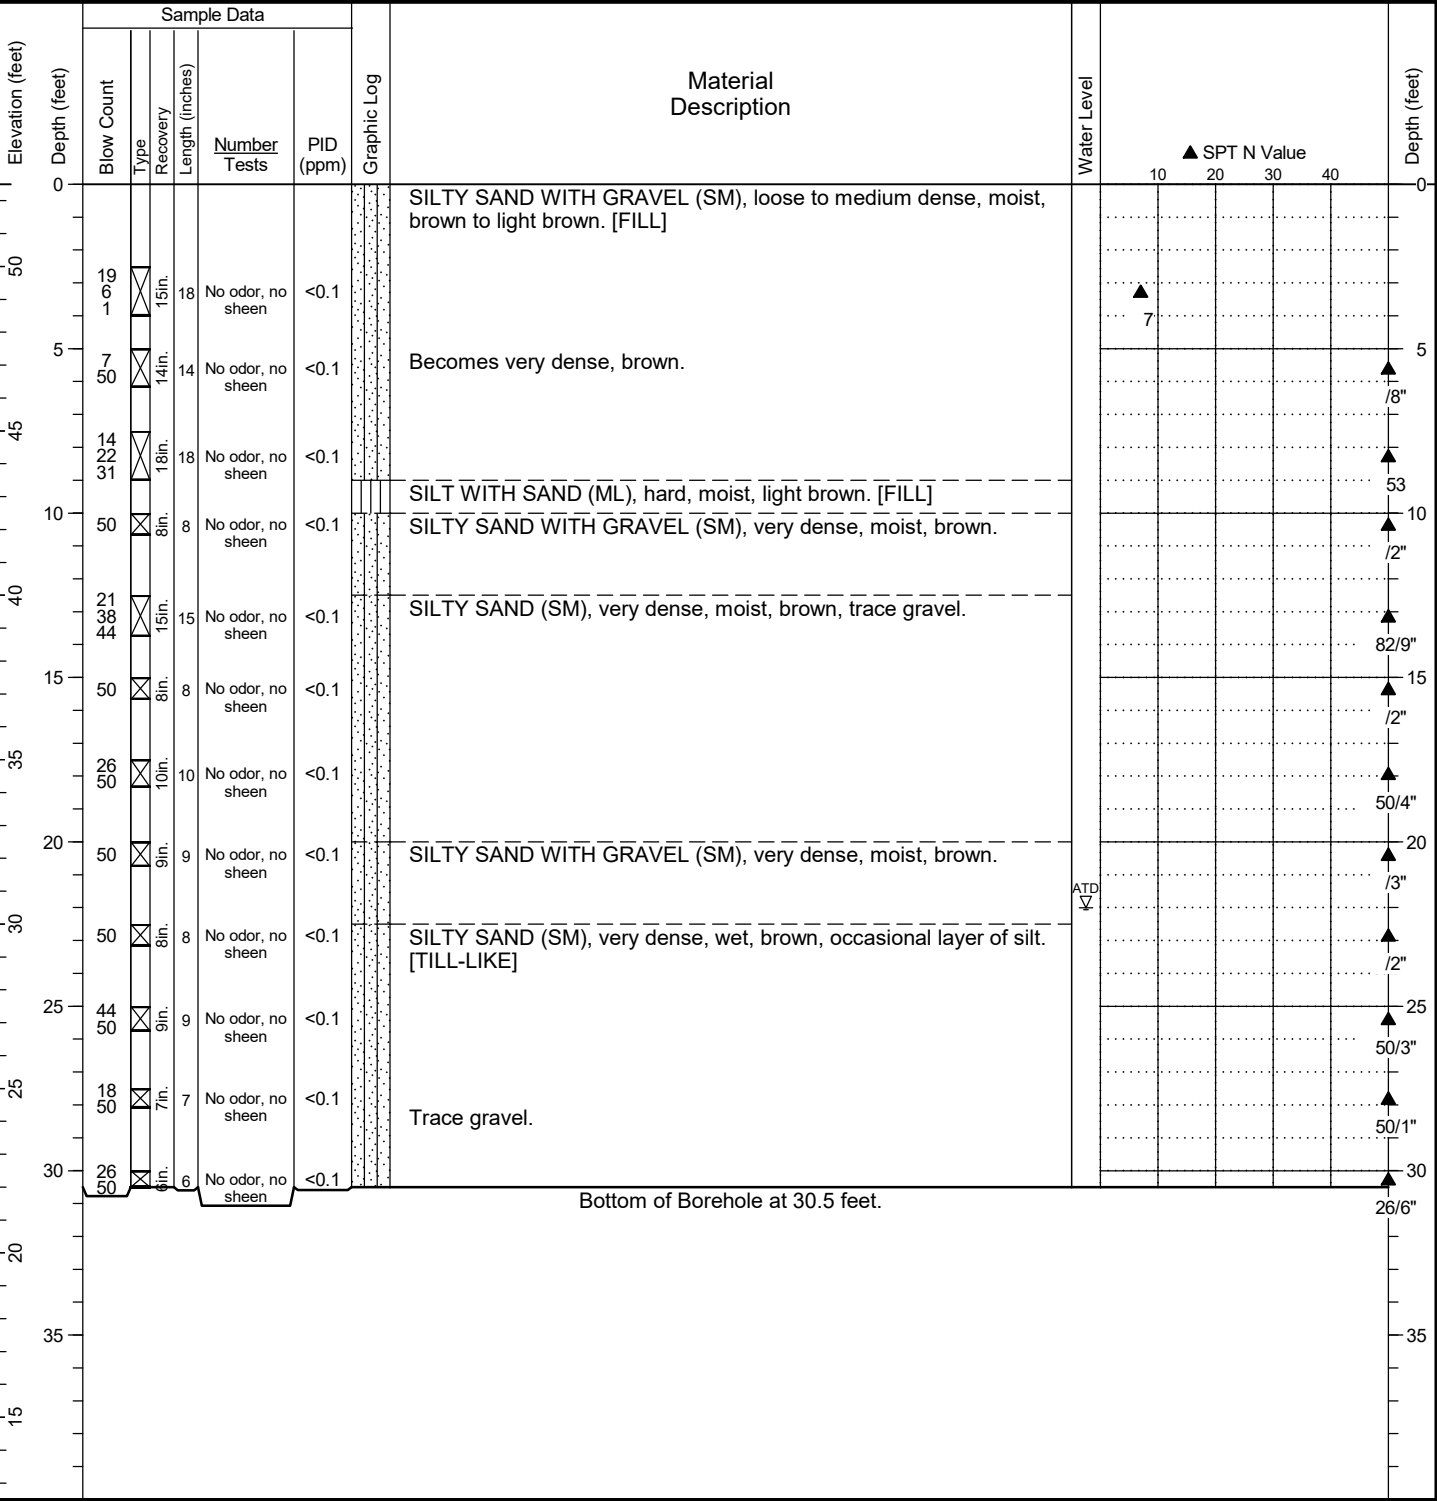 Sample Data
Elevation (feet)
Depth (feet)
Blow Count
Type
Recovery
Length (inches)
Number
Tests
PID
(ppm)
Graphic Log
Material
Description
Water Level
▲ SPT N Value
10 20 30 40
Depth (feet)
0 SILTY SAND WITH GRAVEL (SM), loose to medium dense, moist, 0
brown to light brown. [FILL]
50
19
6 15in. 18 No odor, no <0.1
1 sheen
7
5 5
7 14in. 14 No odor, no <0.1 Becomes very dense, brown.
50 sheen
/8"
45
14
22 18in. 18 No odor, no <0.1
31 sheen
53
SILT WITH SAND (ML), hard, moist, light brown. [FILL]
10 10
50 8in. 8 No odor, no <0.1 SILTY SAND WITH GRAVEL (SM), very dense, moist, brown.
sheen
/2"
40
21 SILTY SAND (SM), very dense, moist, brown, trace gravel.
38 15in. 15 No odor, no <0.1
44 sheen
82/9"
15 15
50 8in. 8 No odor, no <0.1
sheen
/2"
35
26 10in. 10 No odor, no <0.1
50 sheen
50/4"
20 20
50 9in. 9 No odor, no <0.1 SILTY SAND WITH GRAVEL (SM), very dense, moist, brown.
sheen
/3"
ATD
30
50 8in. 8 No odor, no <0.1 SILTY SAND (SM), very dense, wet, brown, occasional layer of silt.
sheen [TILL-LIKE]
/2"
25 25
44 9in. 9 No odor, no <0.1
50 sheen
50/3"
25
18 7in. 7 No odor, no <0.1
50 sheen
Trace gravel.
50/1"
30 30
26 6in. 6 No odor, no <0.1
50 sheen
Bottom of Borehole at 30.5 feet.
26/6"
20
35 35
15